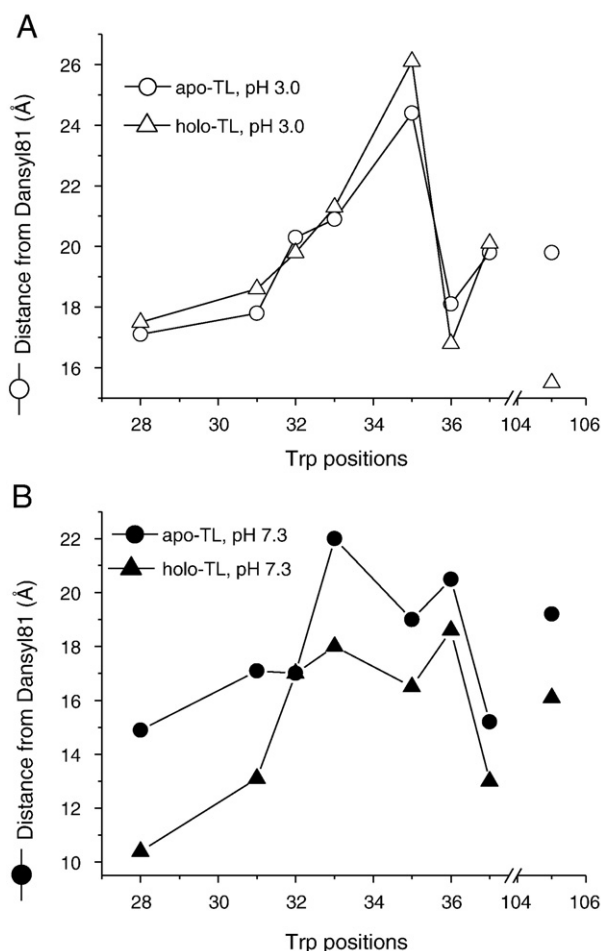 A
Distance from Dansyl81 (Å)
26
24
22
20
18
16
apo-TL, pH 3.0
holo-TL, pH 3.0
28 30 32 34 36 104 106
Trp positions
B
Distance from Dansyl81 (Å)
22
20
18
16
14
12
10
apo-TL, pH 7.3
holo-TL, pH 7.3
28 30 32 34 36 104 106
Trp positions